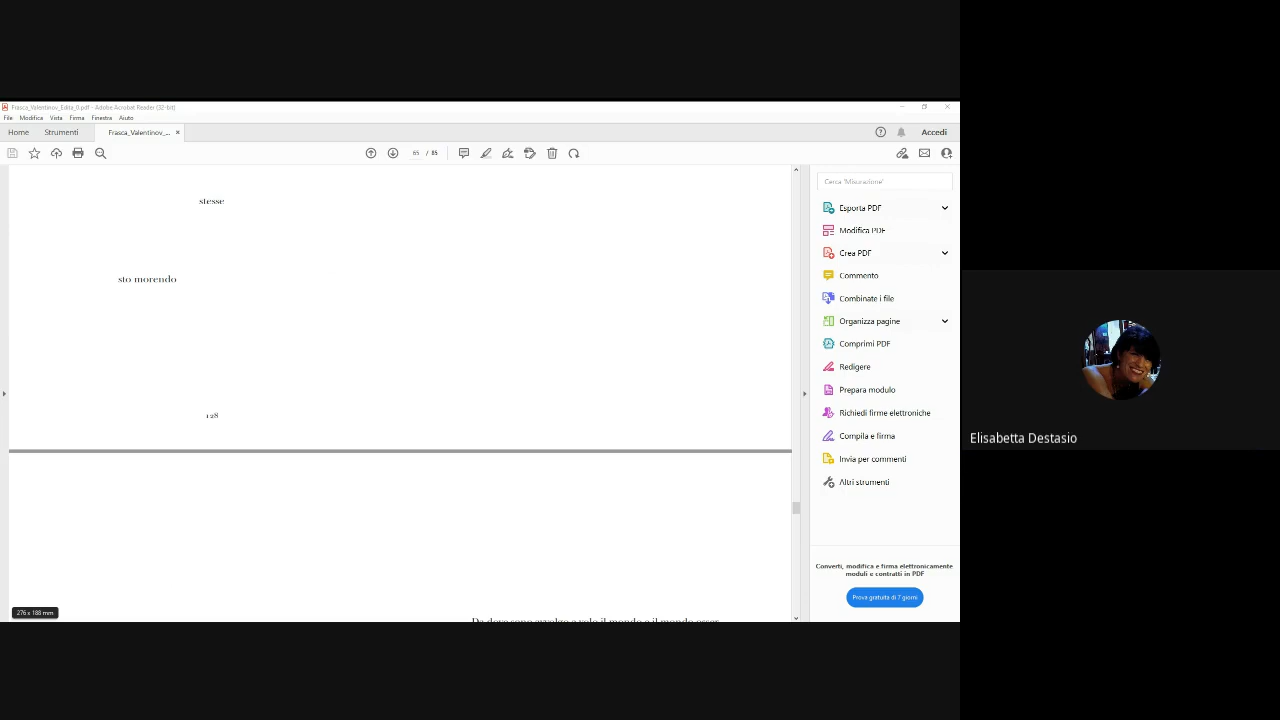 Frasca_Valentinov_Edita_0.pdf - Adobe Acrobat Reader (32-bit)
File Modifica Vista Firma Finestra Aiuto
Home Strumenti Frasca_Valentinov_... × Accedi
65 / 85
stesse
sto morendo
128
276 x 188 mm
Cerca "Misurazione"
Esporta PDF
Modifica PDF
Crea PDF
Commento
Combinate i file
Organizza pagine
Comprimi PDF
Redigere
Prepara modulo
Richiedi firme elettroniche
Compila e firma
Invia per commenti
Altri strumenti
Converti, modifica e firma elettronicamente
moduli e contratti in PDF
Prova gratuita di 7 giorni
Elisabetta Destasio